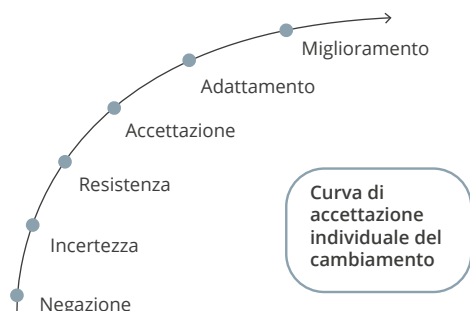 Miglioramento
Adattamento
Accettazione
Resistenza
Incertezza
Negazione
Curva di
accettazione
individuale del
cambiamento